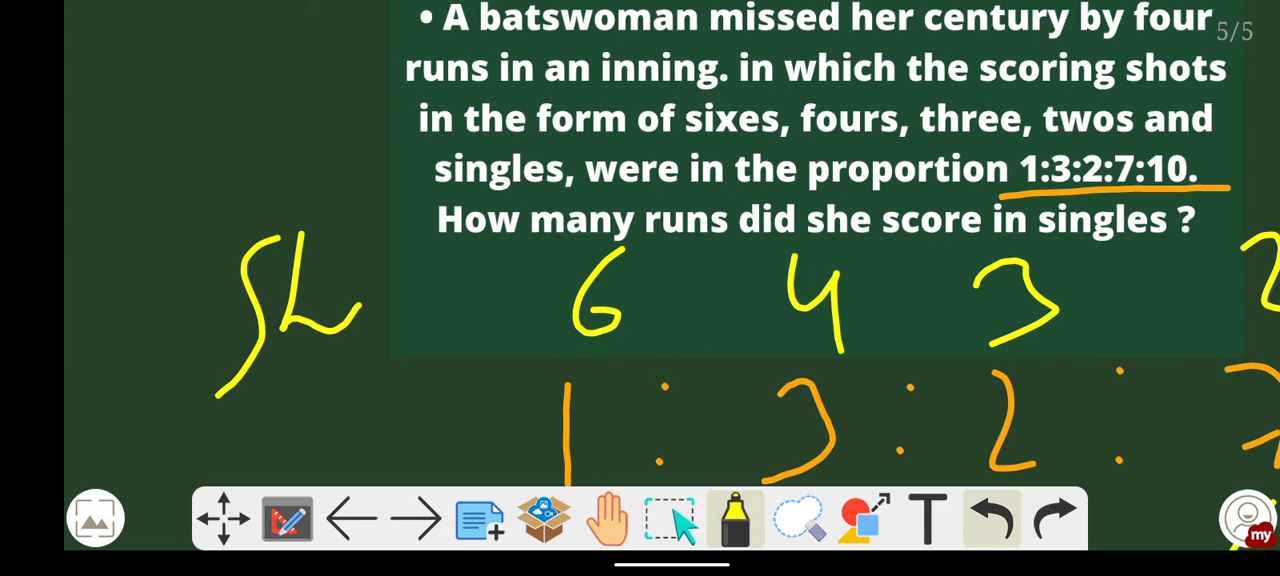 • A batswoman missed her century by four
5/5
runs in an inning. in which the scoring shots
in the form of sixes, fours, three, twos and
singles, were in the proportion 1:3:2:7:10.
How many runs did she score in singles ?
6 4 3 2
1 : 3 : 2 : 7
T
my